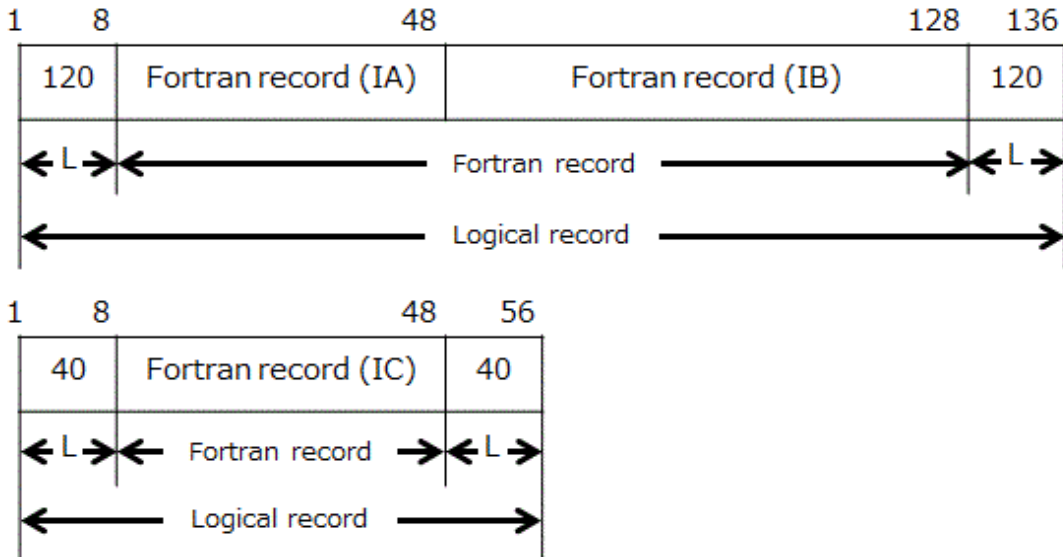 1 8 48 128 136
120 Fortran record (IA) Fortran record (IB) 120
L Fortran record L
Logical record
1 8 48 56
40 Fortran record (IC) 40
L Fortran record L
Logical record